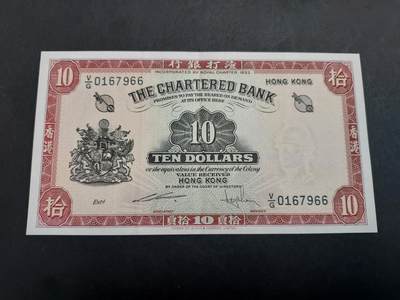 行銀打渣
10 INCORPORATED BY ROYAL CHARTER 1853 HONG KONG 拾
V/G 0167966
THE CHARTERED BANK
PROMISES TO PAY THE BEARER ON DEMAND
AT ITS OFFICE HERE
香港
10
香港
TEN DOLLARS
or the equivalent in the Currency of the Colony
VALUE RECEIVED
HONG KONG
BY ORDER OF THE COURT OF DIRECTORS
V/G 0167966
拾 10 10